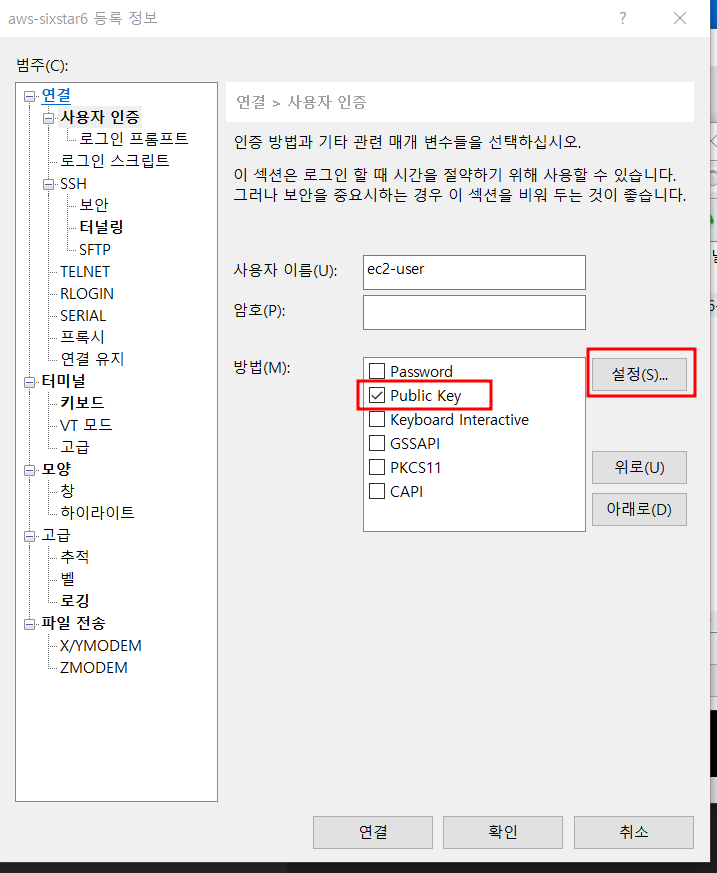 aws-sixstar6 등록 정보
범주(C):
연결
사용자 인증
로그인 프롬프트
로그인 스크립트
SSH
보안
터널링
SFTP
TELNET
RLOGIN
SERIAL
프록시
연결 유지
터미널
키보드
VT 모드
고급
모양
창
하이라이트
고급
추적
벨
로깅
파일 전송
X/YMODEM
ZMODEM
연결 > 사용자 인증
인증 방법과 기타 관련 매개 변수들을 선택하십시오.
이 섹션은 로그인 할 때 시간을 절약하기 위해 사용할 수 있습니다.
그러나 보안을 중요시하는 경우 이 섹션을 비워 두는 것이 좋습니다.
사용자 이름(U):
ec2-user
암호(P):
방법(M):
Password
Public Key
Keyboard Interactive
GSSAPI
PKCS11
CAPI
설정(S)...
위로(U)
아래로(D)
연결
확인
취소